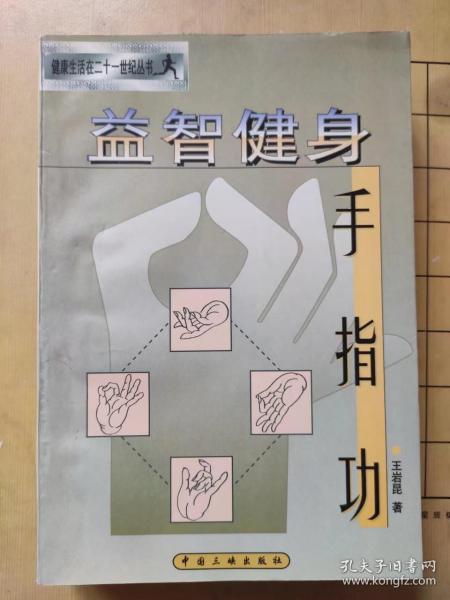 健康生活在二十一世纪丛书
益智健身
手指功
王岩昆 著
中国三峡出版社
孔夫子旧书网
www.kongfz.com